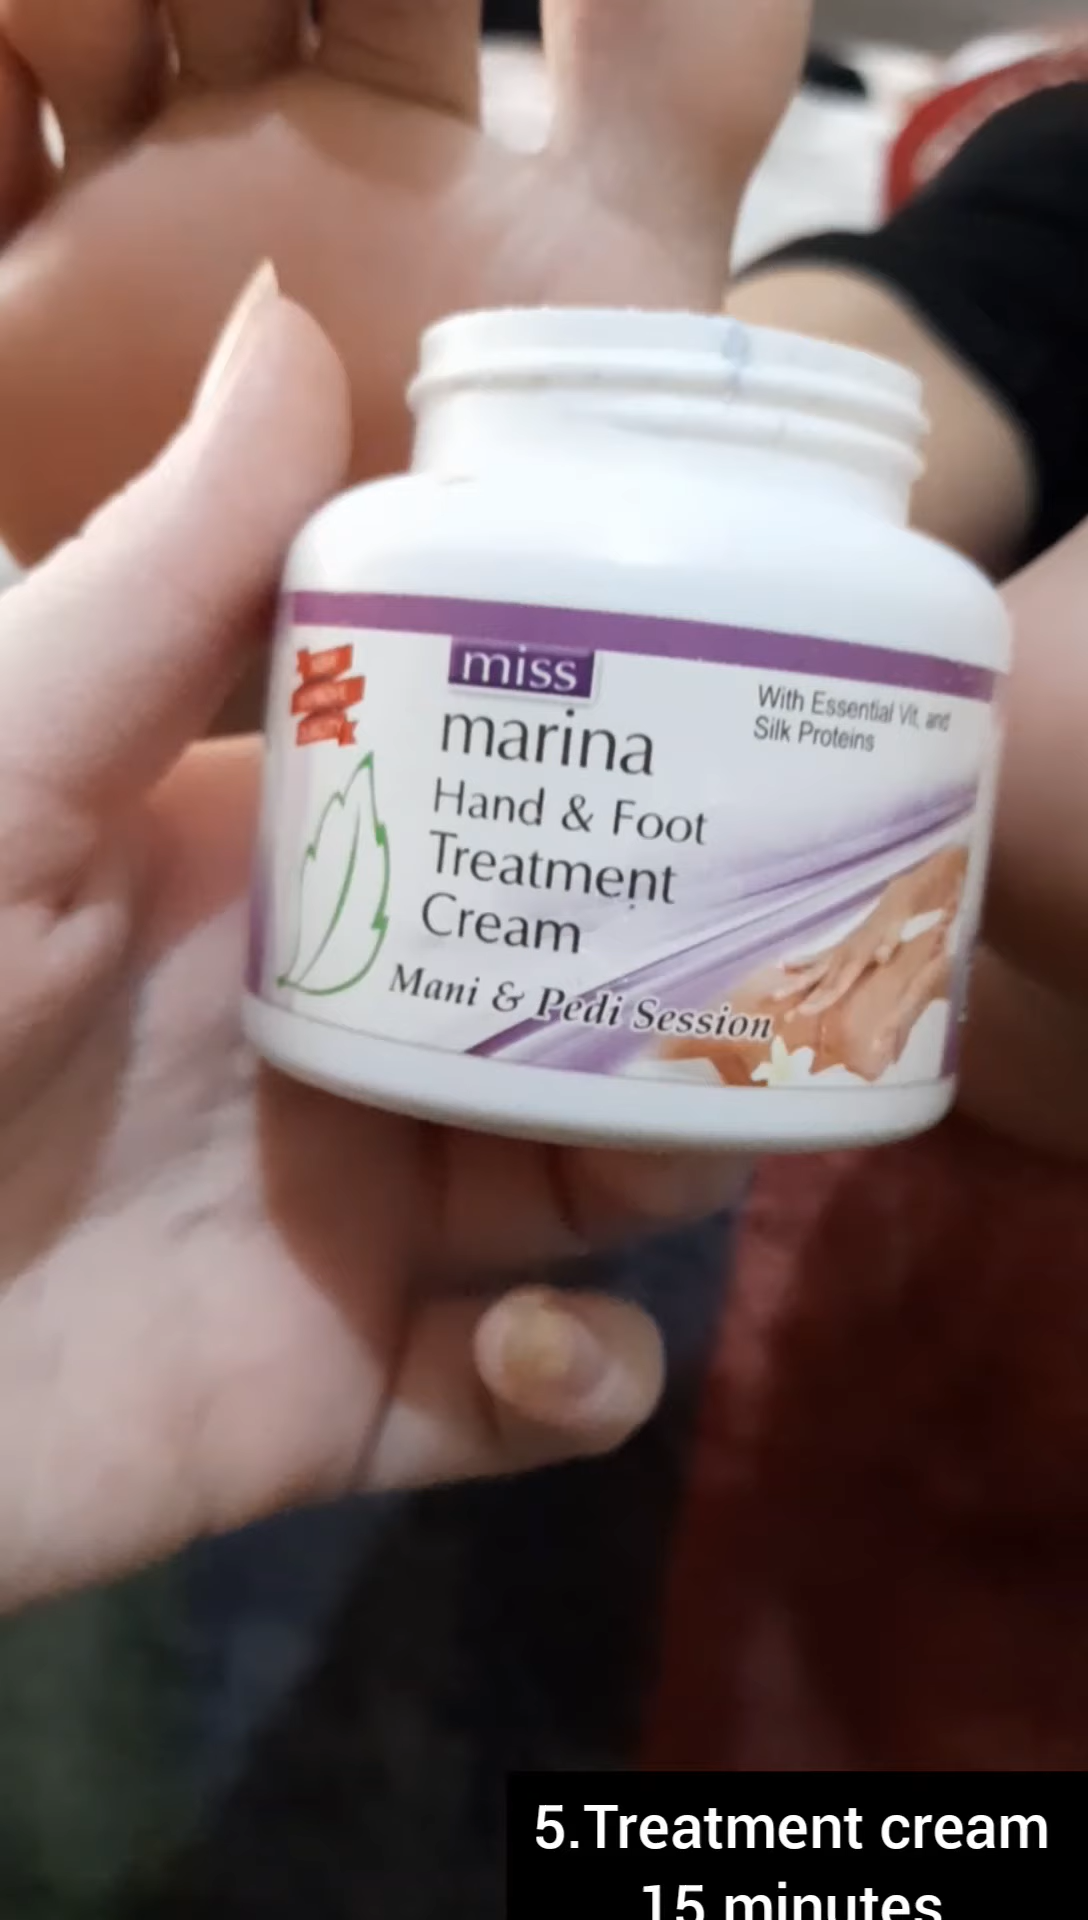 miss
marina
With Essential Vit, and
Silk Proteins
Hand & Foot
Treatment
Cream
Mani & Pedi Session
5.Treatment cream
15 minutes